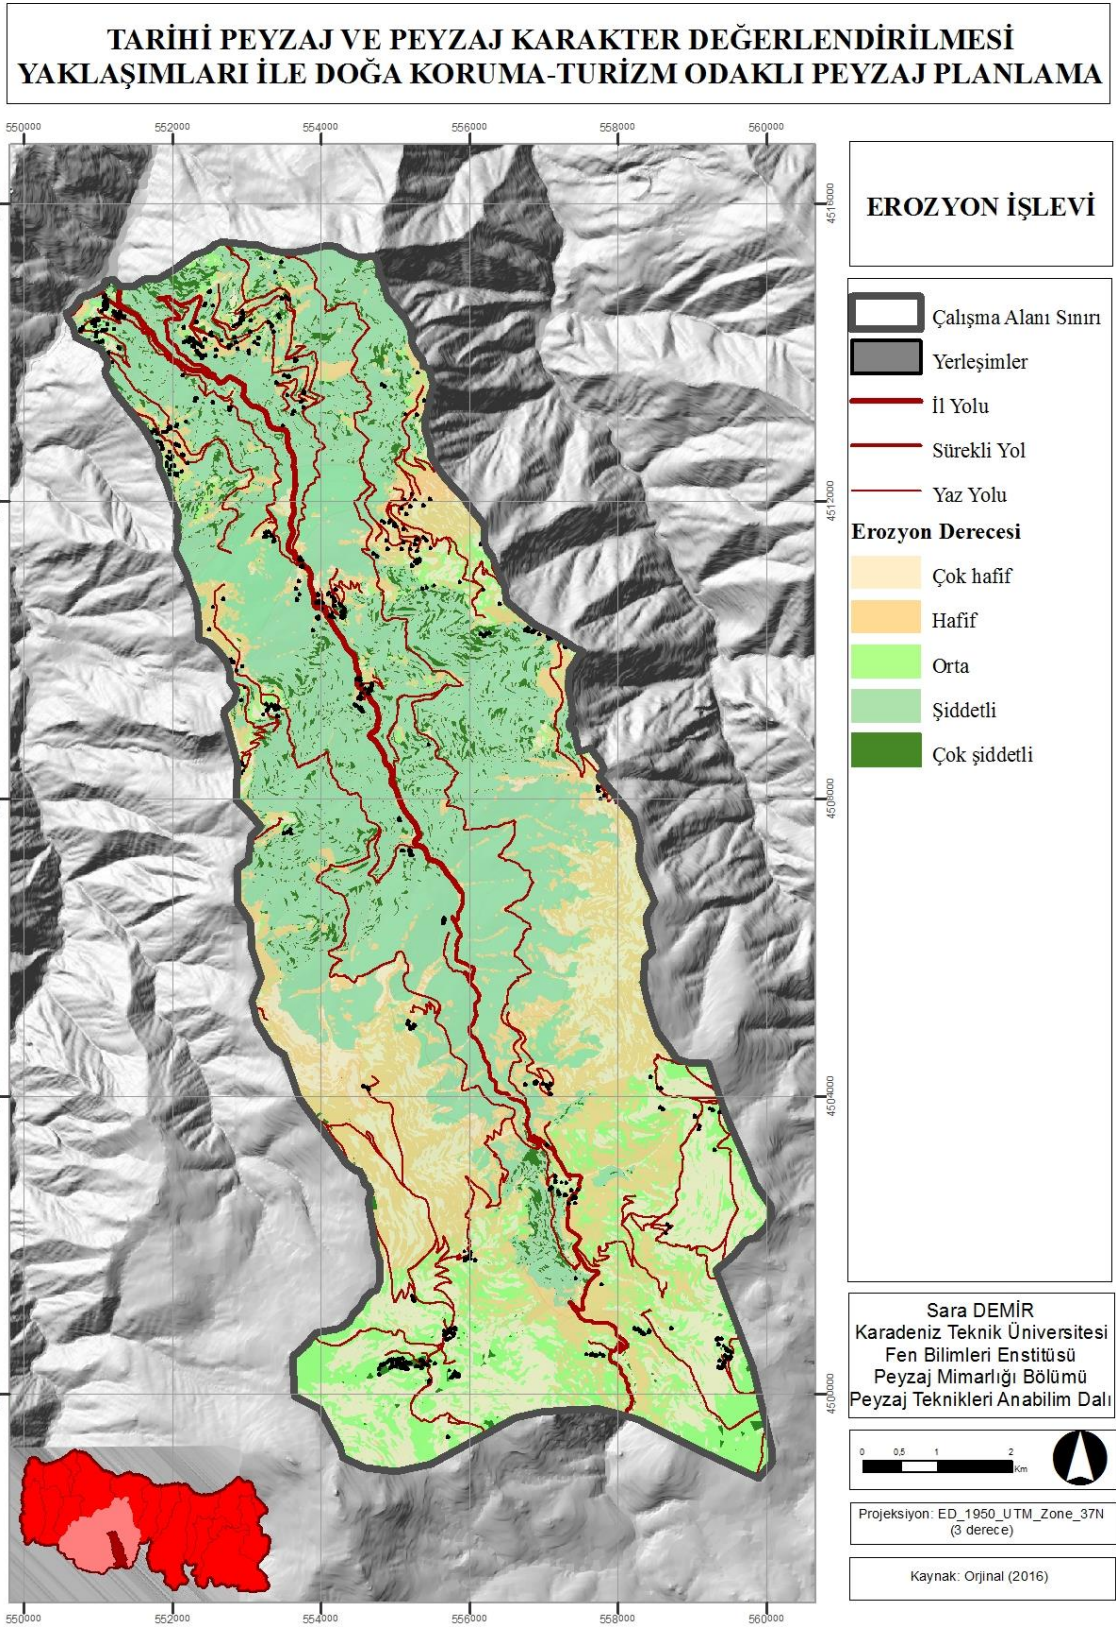 TARİHİ PEYZAJ VE PEYZAJ KARAKTER DEĞERLENDİRİLMESİ
YAKLAŞIMLARI İLE DOĞA KORUMA-TURİZM ODAKLI PEYZAJ PLANLAMA
550000 552000 554000 556000 558000 560000
4516000
4512000
4508000
4504000
4500000
EROZYON İŞLEVİ
Çalışma Alanı Sınırı
Yerleşimler
İl Yolu
Sürekli Yol
Yaz Yolu
Erozyon Derecesi
Çok hafif
Hafif
Orta
Şiddetli
Çok şiddetli
Sara DEMİR
Karadeniz Teknik Üniversitesi
Fen Bilimleri Enstitüsü
Peyzaj Mimarlığı Bölümü
Peyzaj Teknikleri Anabilim Dalı
0 0,5 1 2
Km
Projeksiyon: ED_1950_UTM_Zone_37N
(3 derece)
Kaynak: Orjinal (2016)
550000 552000 554000 556000 558000 560000